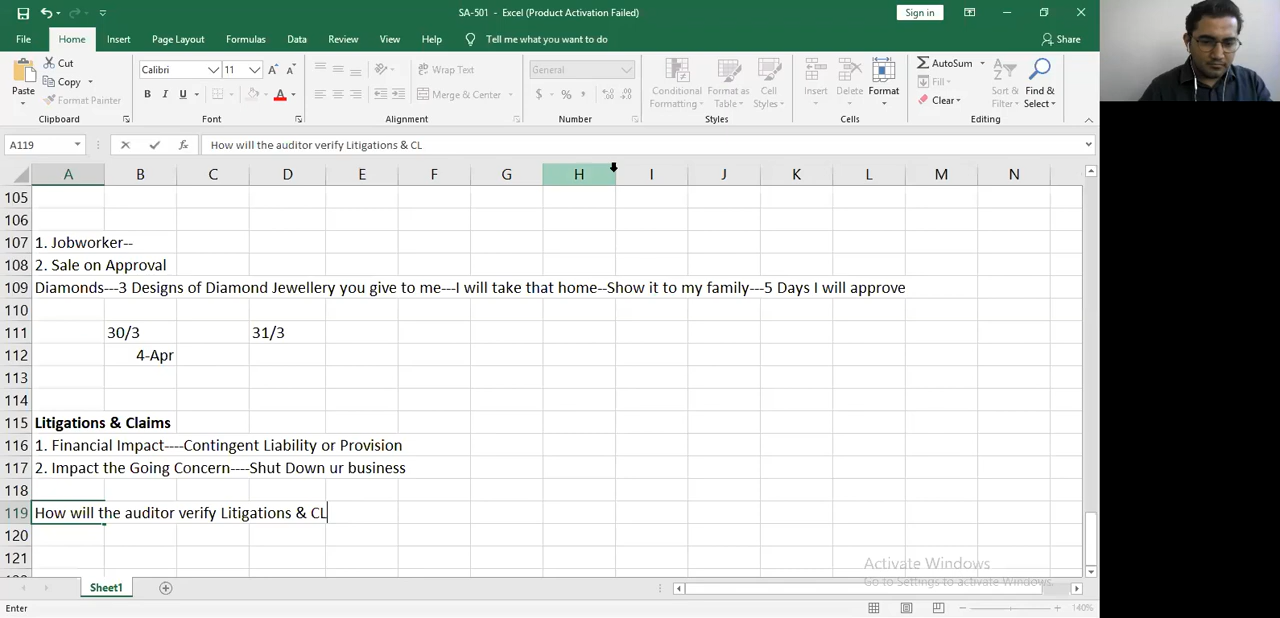 SA-501 - Excel (Product Activation Failed)
Sign in
File Home Insert Page Layout Formulas Data Review View Help Tell me what you want to do Share
Paste Cut Copy Format Painter Clipboard
Calibri 11 A A B I U A Font
Wrap Text Merge & Center Alignment
General $ % , Number
Conditional Formatting Format as Table Cell Styles Styles
Insert Delete Format Cells
AutoSum Fill Clear Sort & Filter Find & Select Editing
A119 fx How will the auditor verify Litigations & CL
A B C D E F G H I J K L M N
105
106
107 1. Jobworker--
108 2. Sale on Approval
109 Diamonds---3 Designs of Diamond Jewellery you give to me---I will take that home--Show it to my family---5 Days I will approve
110
111 30/3 31/3
112 4-Apr
113
114
115 Litigations & Claims
116 1. Financial Impact----Contingent Liability or Provision
117 2. Impact the Going Concern----Shut Down ur business
118
119 How will the auditor verify Litigations & CL
120
121
Activate Windows
Go to Settings to activate Windows.
Sheet1
Enter 140%